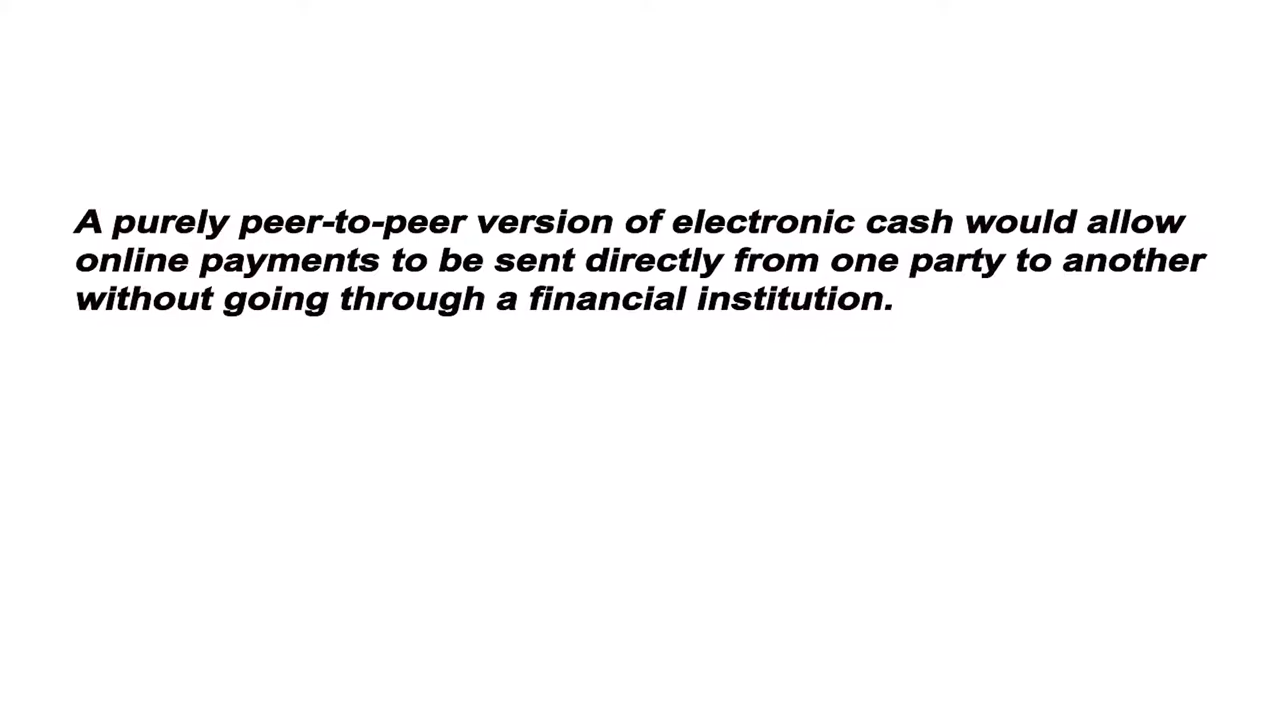 A purely peer-to-peer version of electronic cash would allow
online payments to be sent directly from one party to another
without going through a financial institution.